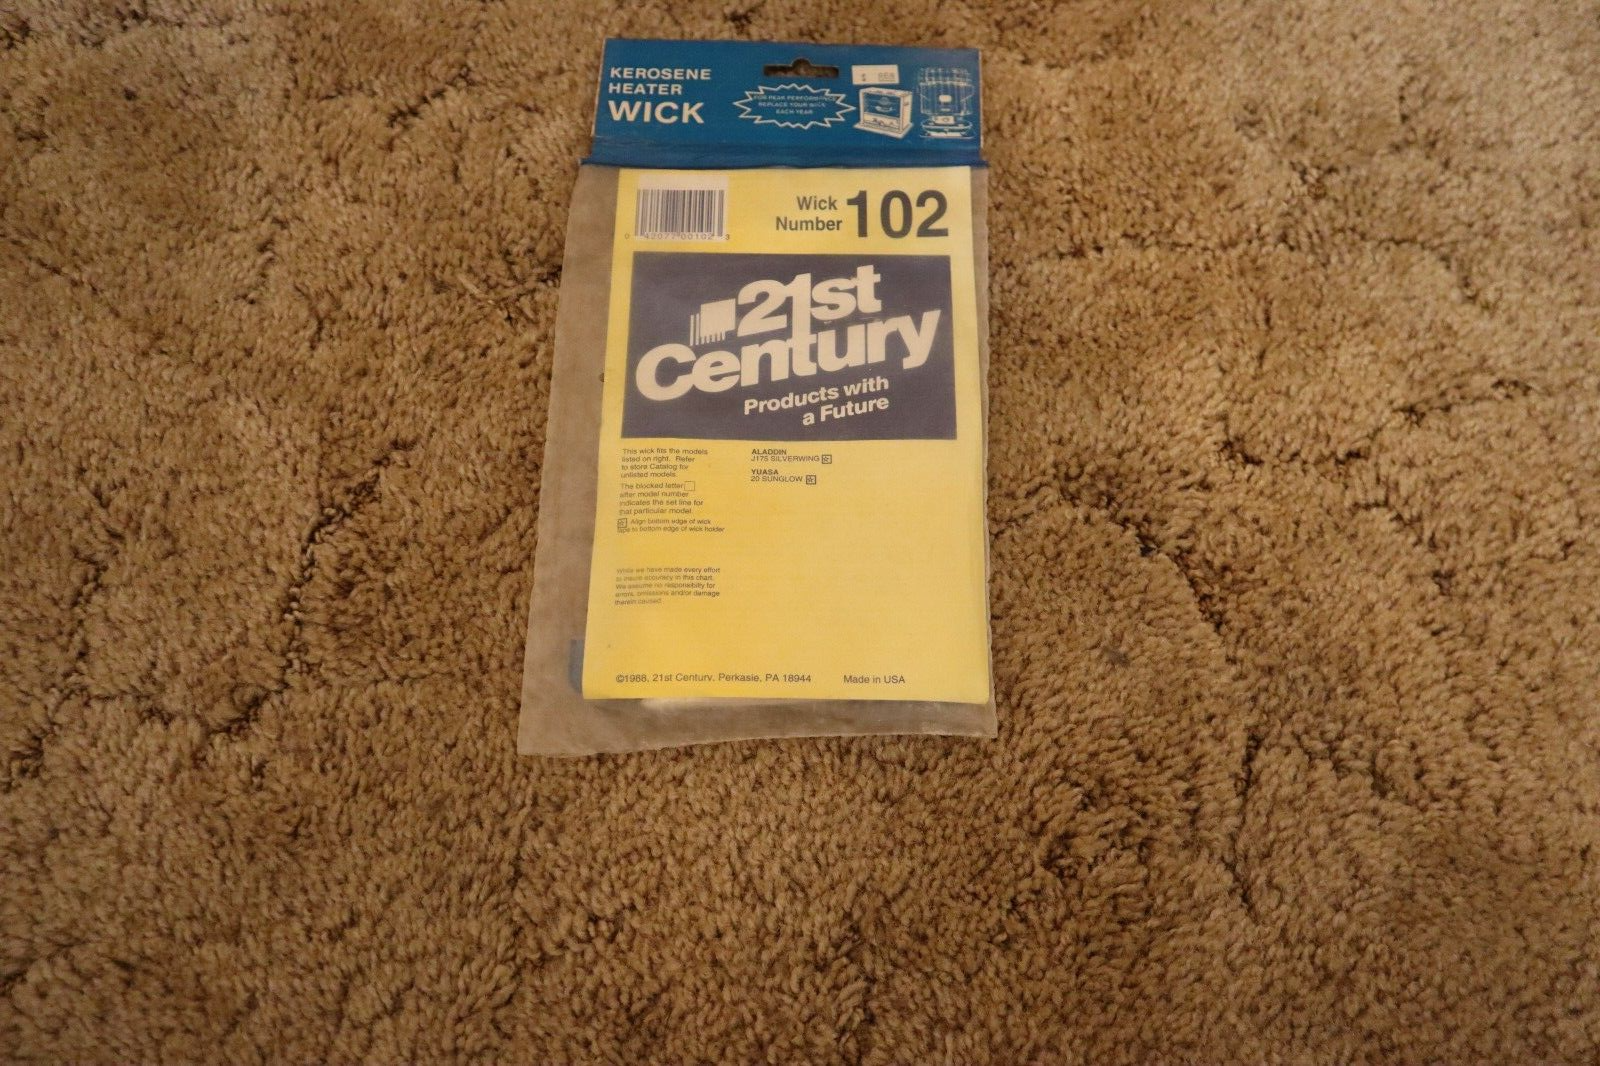 KEROSENE
HEATER
WICK
FOR PEAK PERFORMANCE
REPLACE YOUR WICK
EACH YEAR
0 42077 00102 3
Wick
Number 102
21st
Century
Products with
a Future
This wick fits the models
listed on right. Refer
to store Catalog for
unlisted models.
The blocked letter
after model number
indicates the set line for
that particular model
Align bottom edge of wick
tape to bottom edge of wick holder
ALADDIN
J175 SILVERWING
YUASA
20 SUNGLOW
While we have made every effort
to insure accuracy in this chart.
We assume no responsibility for
errors, omissions and/or damage
therein caused.
©1988, 21st Century, Perkasie, PA 18944
Made in USA